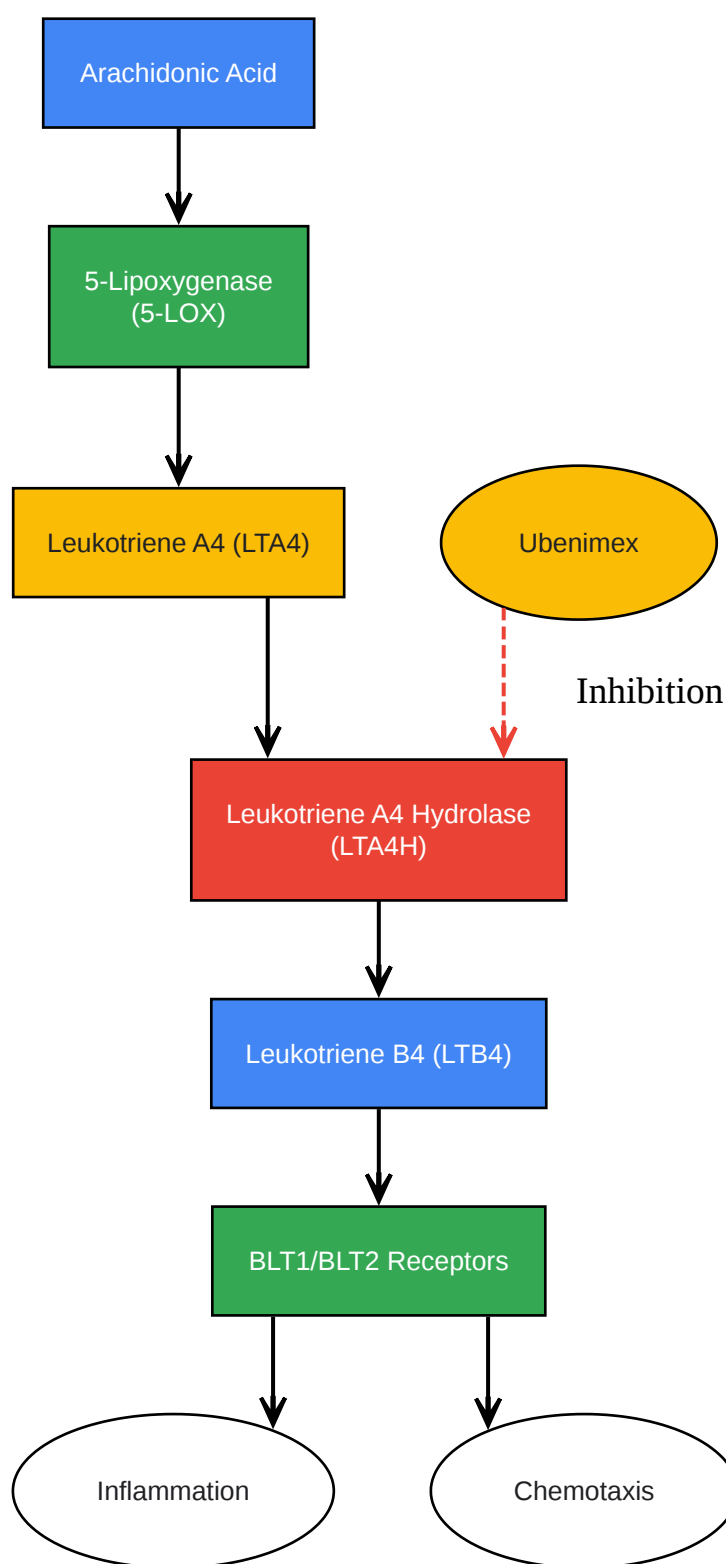 Arachidonic Acid
5-Lipoxygenase
(5-LOX)
Leukotriene A4 (LTA4)
Ubenimex
Inhibition
Leukotriene A4 Hydrolase
(LTA4H)
Leukotriene B4 (LTB4)
BLT1/BLT2 Receptors
Inflammation
Chemotaxis